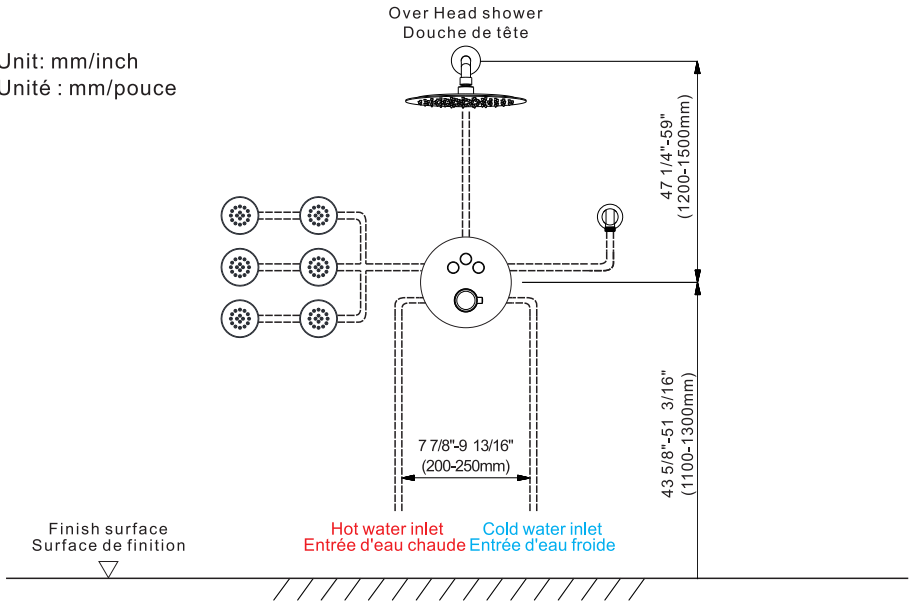 Over Head shower
Douche de tête
Unit: mm/inch
Unité : mm/pouce
47 1/4"-59"
(1200-1500mm)
43 5/8"-51 3/16"
(1100-1300mm)
7 7/8"-9 13/16"
(200-250mm)
Finish surface
Surface de finition
Hot water inlet
Entrée d'eau chaude
Cold water inlet
Entrée d'eau froide